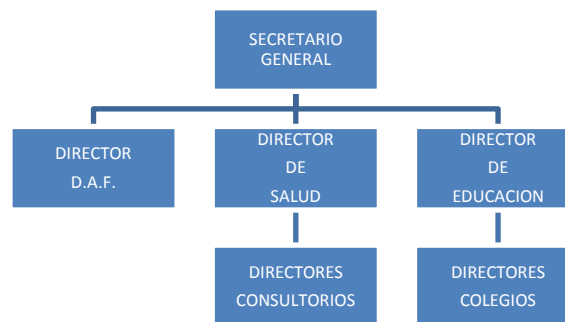 SECRETARIO
GENERAL
DIRECTOR
D.A.F.
DIRECTOR
DE
SALUD
DIRECTOR
DE
EDUCACION
DIRECTORES
CONSULTORIOS
DIRECTORES
COLEGIOS